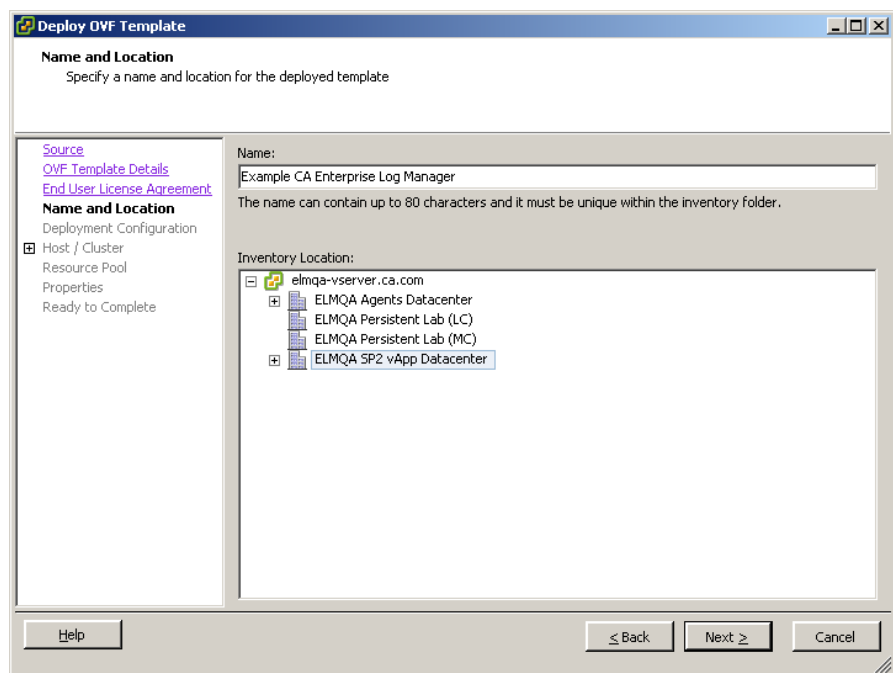 Deploy OVF Template
Name and Location
Specify a name and location for the deployed template
Source
OVF Template Details
End User License Agreement
Name and Location
Deployment Configuration
Host / Cluster
Resource Pool
Properties
Ready to Complete
Name:
Example CA Enterprise Log Manager
The name can contain up to 80 characters and it must be unique within the inventory folder.
Inventory Location:
elmqa-vserver.ca.com
ELMQA Agents Datacenter
ELMQA Persistent Lab (LC)
ELMQA Persistent Lab (MC)
ELMQA SP2 vApp Datacenter
Help
< Back
Next >
Cancel